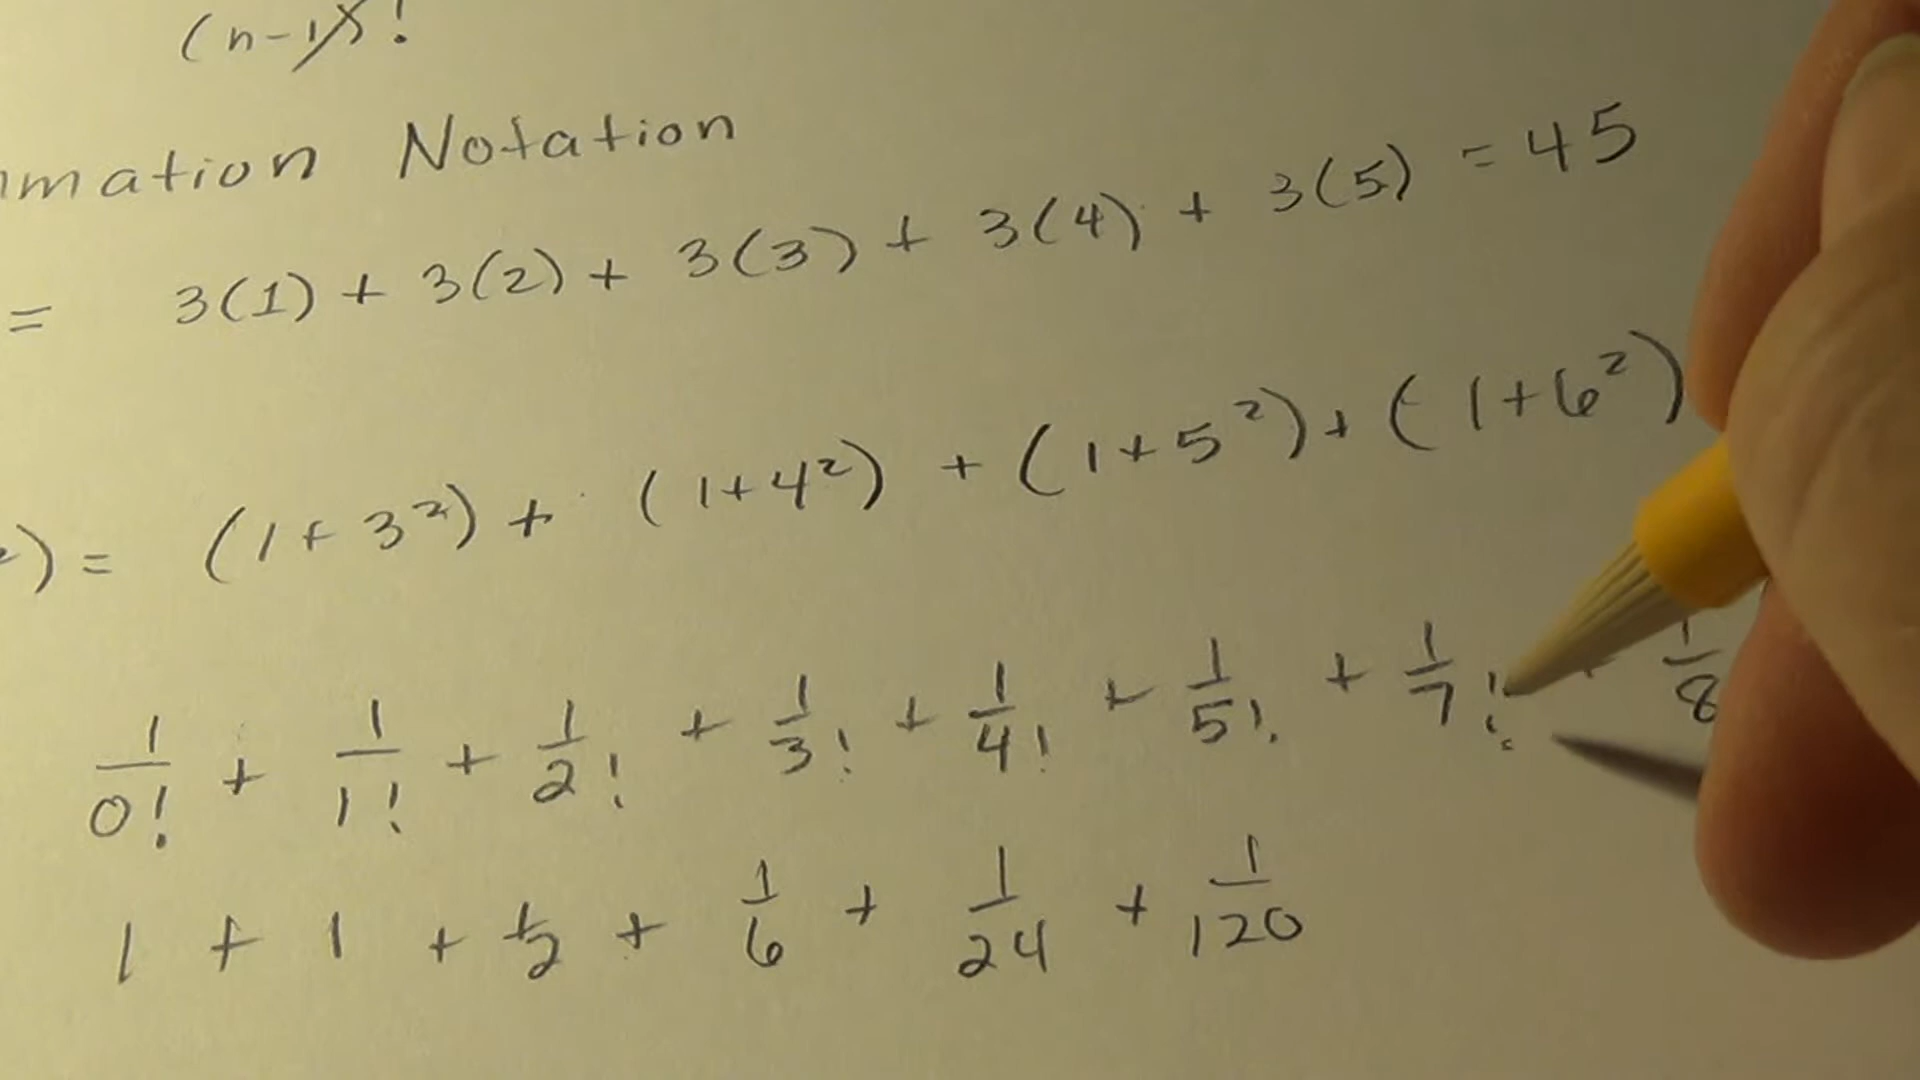 (n-1)!
mation Notation
= 3(1) + 3(2) + 3(3) + 3(4) + 3(5) = 45
) = (1+3²) + (1+4²) + (1+5²) + (1+6²)
1/0! + 1/1! + 1/2! + 1/3! + 1/4! + 1/5! + 1/7! + 1/8
1 + 1 + 1/2 + 1/6 + 1/24 + 1/120